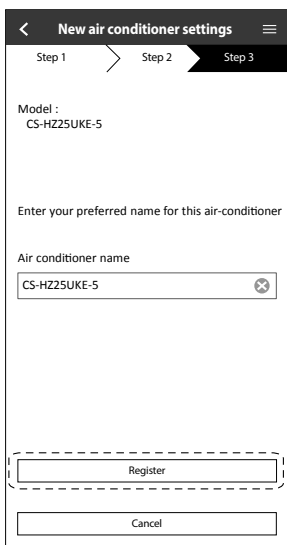 New air conditioner settings
Step 1 Step 2 Step 3
Model :
CS-HZ25UKE-5
Enter your preferred name for this air-conditioner
Air conditioner name
CS-HZ25UKE-5
Register
Cancel